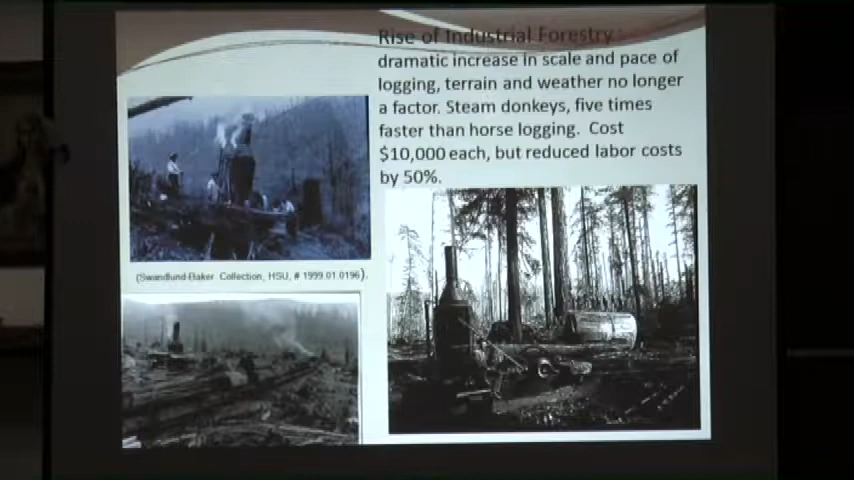 Rise of Industrial Forestry:
dramatic increase in scale and pace of
logging, terrain and weather no longer
a factor. Steam donkeys, five times
faster than horse logging. Cost
$10,000 each, but reduced labor costs
by 50%.
(Swandlund-Baker Collection, HSU, # 1999.01.0196).